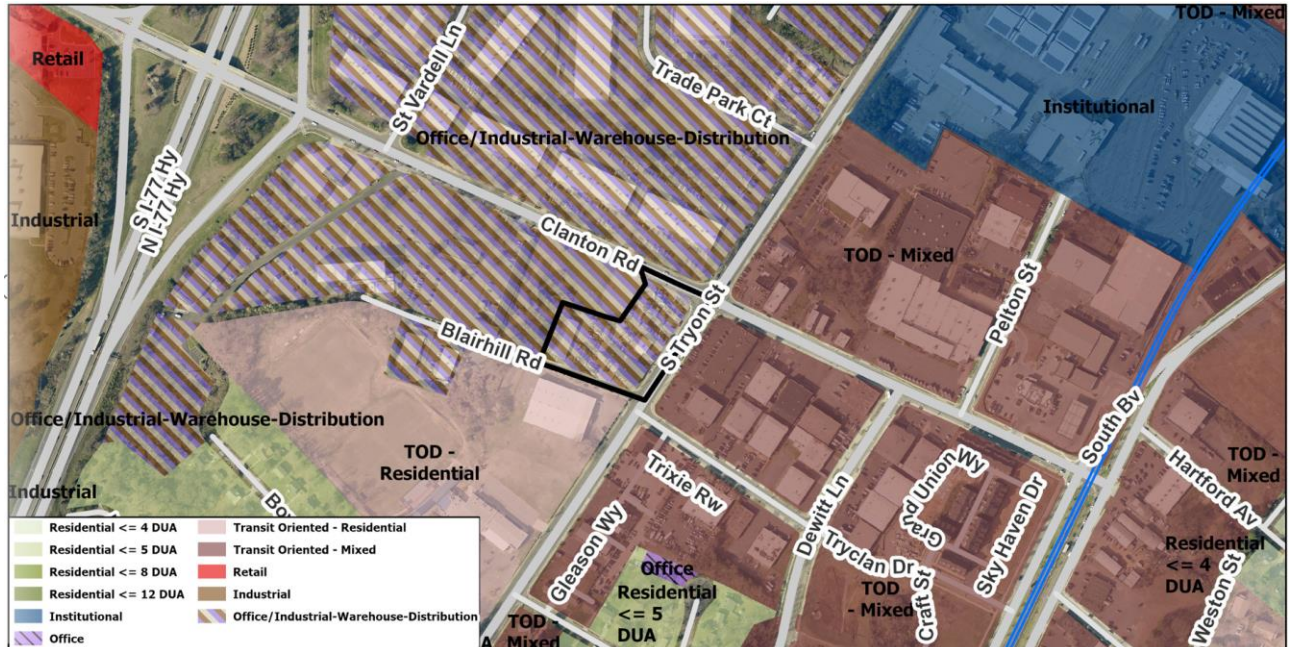 TOD - Mixed
Retail
St Vardell Ln
Trade Park Ct
Institutional
Office/Industrial-Warehouse-Distribution
S I-77 Hy
N I-77 Hy
Industrial
Clanton Rd
TOD - Mixed
S Tryon St
Pelton St
Blairhill Rd
Office/Industrial-Warehouse-Distribution
TOD -
Residential
South Bv
TOD -
Mixed
Hartford Av
Industrial
Trixie Rw
Dewitt Ln
Grand Union Wy
Sky Haven Dr
Gleason Wy
Tryclan Dr
Office
Residential
<= 5
DUA
TOD
- Mixed
Craft St
Residential
<= 4
DUA
Weston St
TOD -
Mixed
Residential <= 4 DUA
Residential <= 5 DUA
Residential <= 8 DUA
Residential <= 12 DUA
Institutional
Office
Transit Oriented - Residential
Transit Oriented - Mixed
Retail
Industrial
Office/Industrial-Warehouse-Distribution